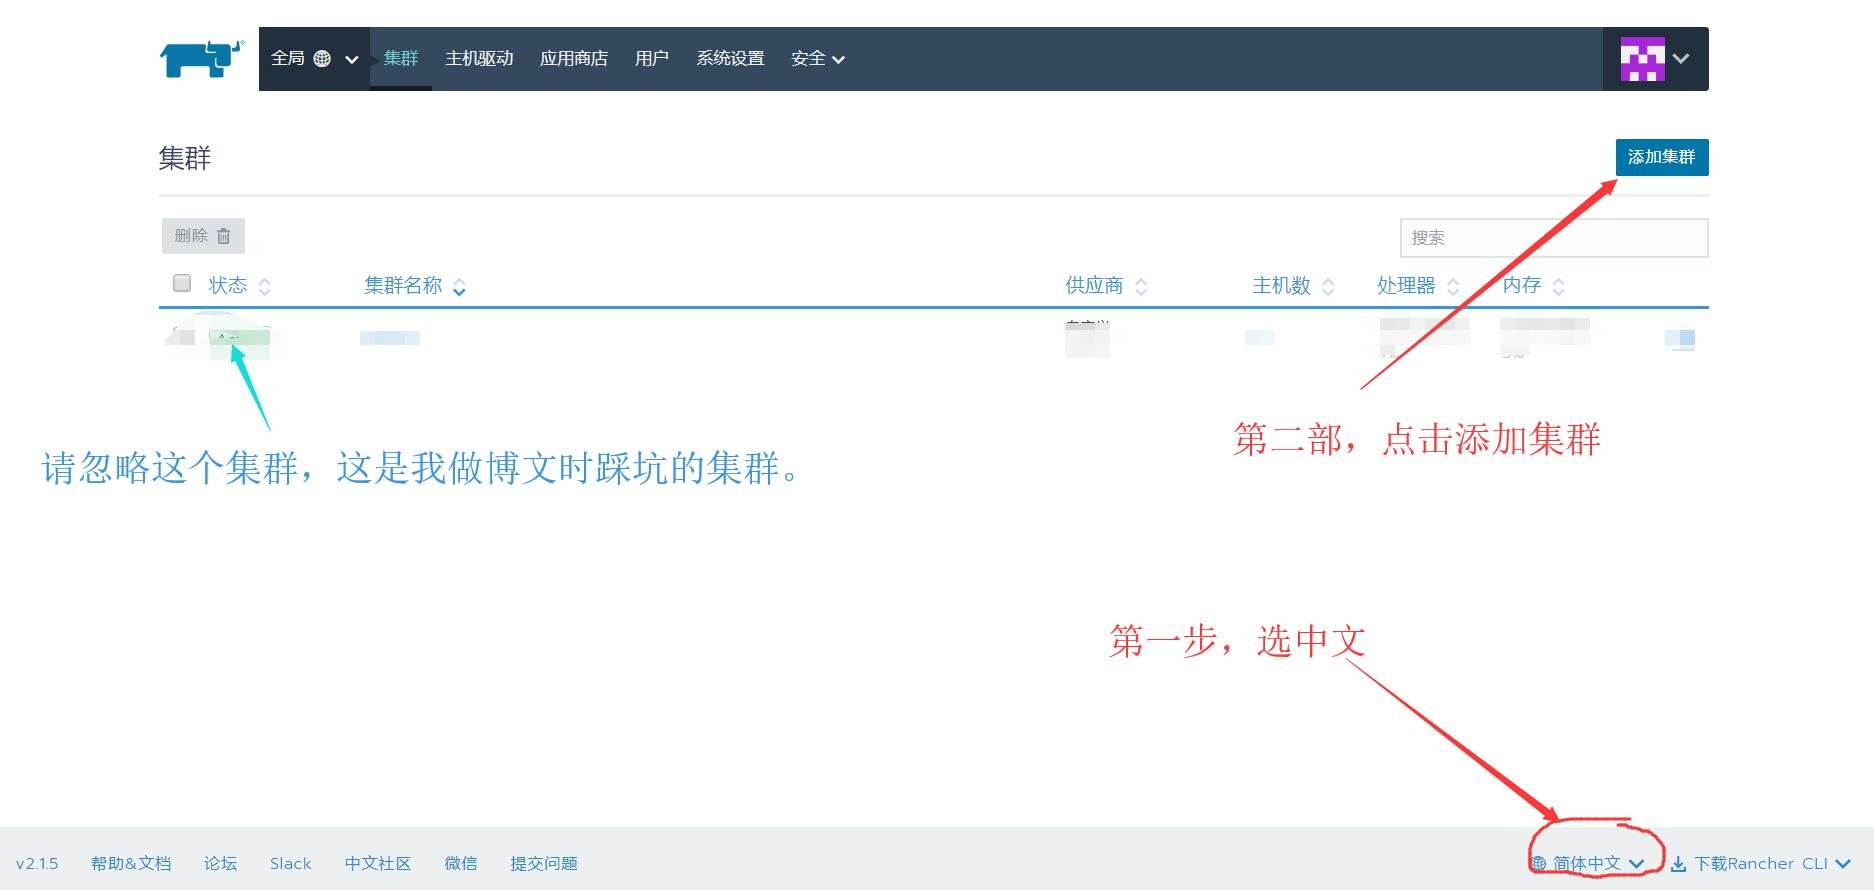 全局 集群 主机驱动 应用商店 用户 系统设置 安全
集群
添加集群
删除
搜索
状态 集群名称 供应商 主机数 处理器 内存
第二部，点击添加集群
请忽略这个集群，这是我做博文时踩坑的集群。
第一步，选中文
v2.1.5 帮助&文档 论坛 Slack 中文社区 微信 提交问题 简体中文 下载Rancher CLI